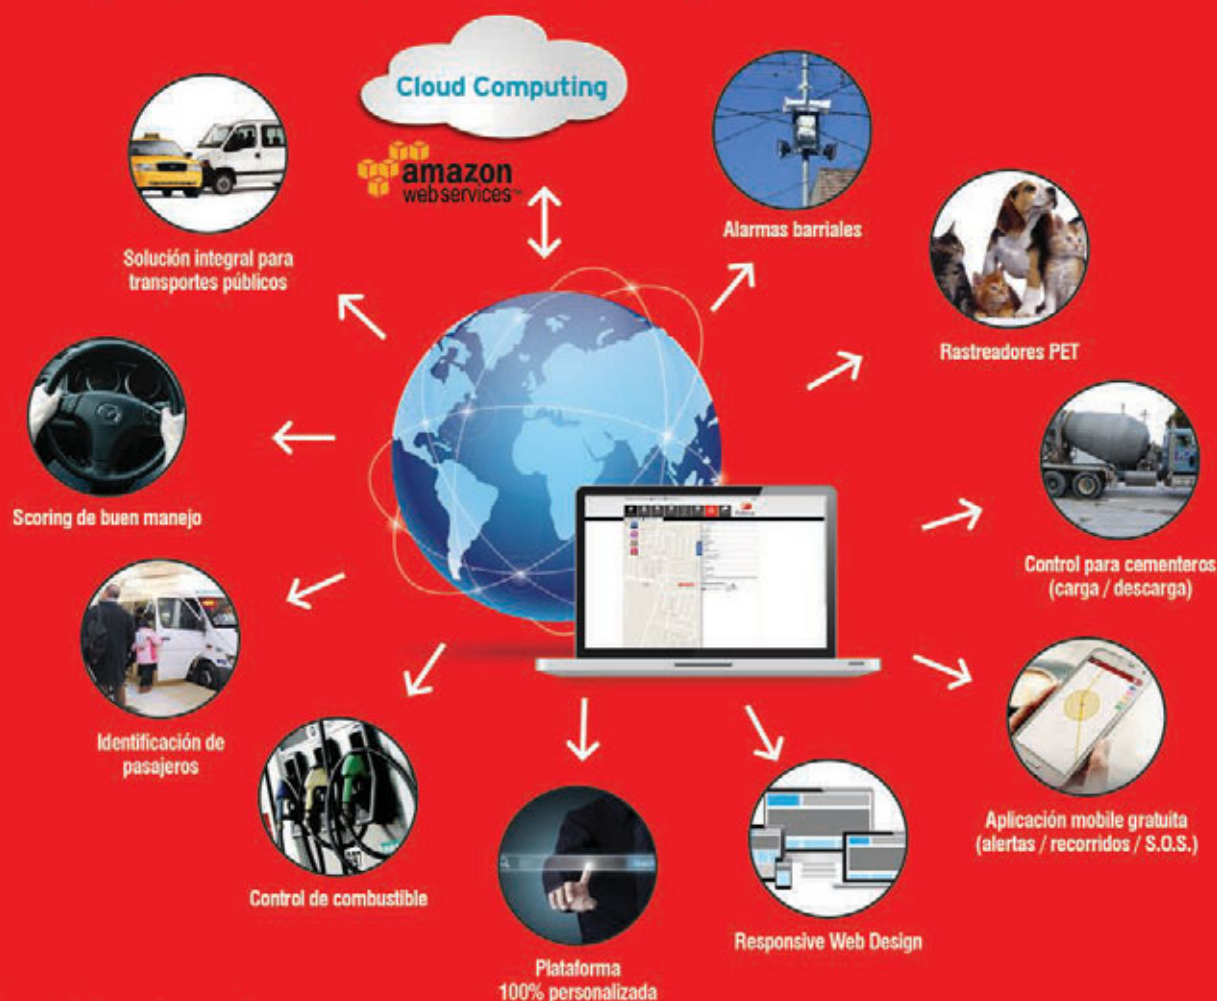 Cloud Computing
amazon
webservices™
Solución integral para
transportes públicos
Alarmas barriales
Rastreadores PET
Scoring de buen manejo
Control para cementeros
(carga / descarga)
Identificación de
pasajeros
Aplicación mobile gratuita
(alertas / recorridos / S.O.S.)
Control de combustible
Responsive Web Design
Plataforma
100% personalizada